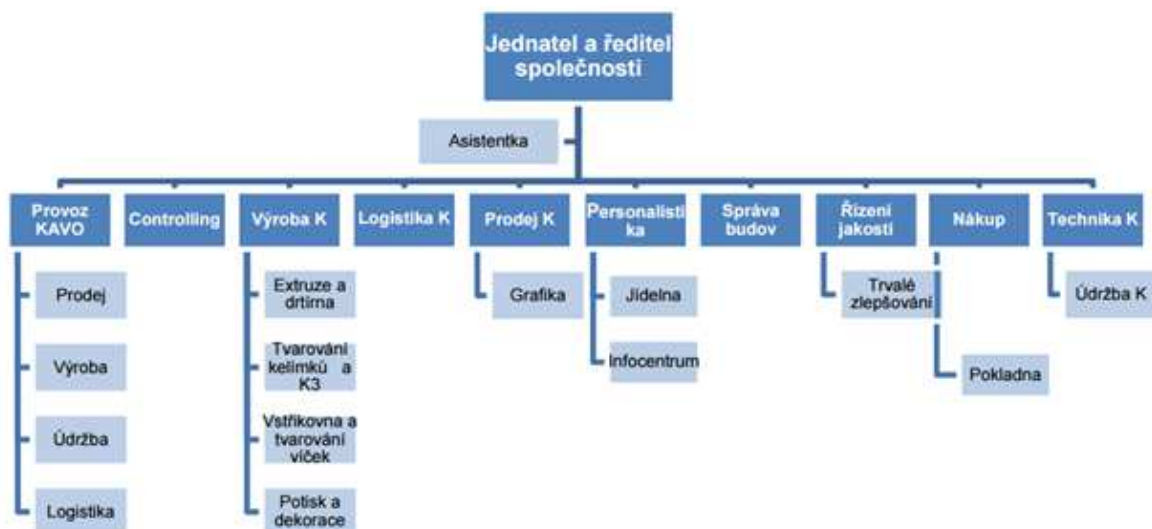 Jednatel a ředitel
společnosti
Asistentka
Provoz
KAVO
Controlling
Výroba K
Logistika K
Prodej K
Personalisti
ka
Správa
budov
Řízení
jakosti
Nákup
Technika K
Prodej
Výroba
Údržba
Logistika
Extruze a
drtírna
Tvarování
kelímků a
K3
Vstřikovna a
tvarování
víček
Potisk a
dekorace
Grafika
Jídelna
Infocentrum
Trvalé
zlepšování
Pokladna
Údržba K